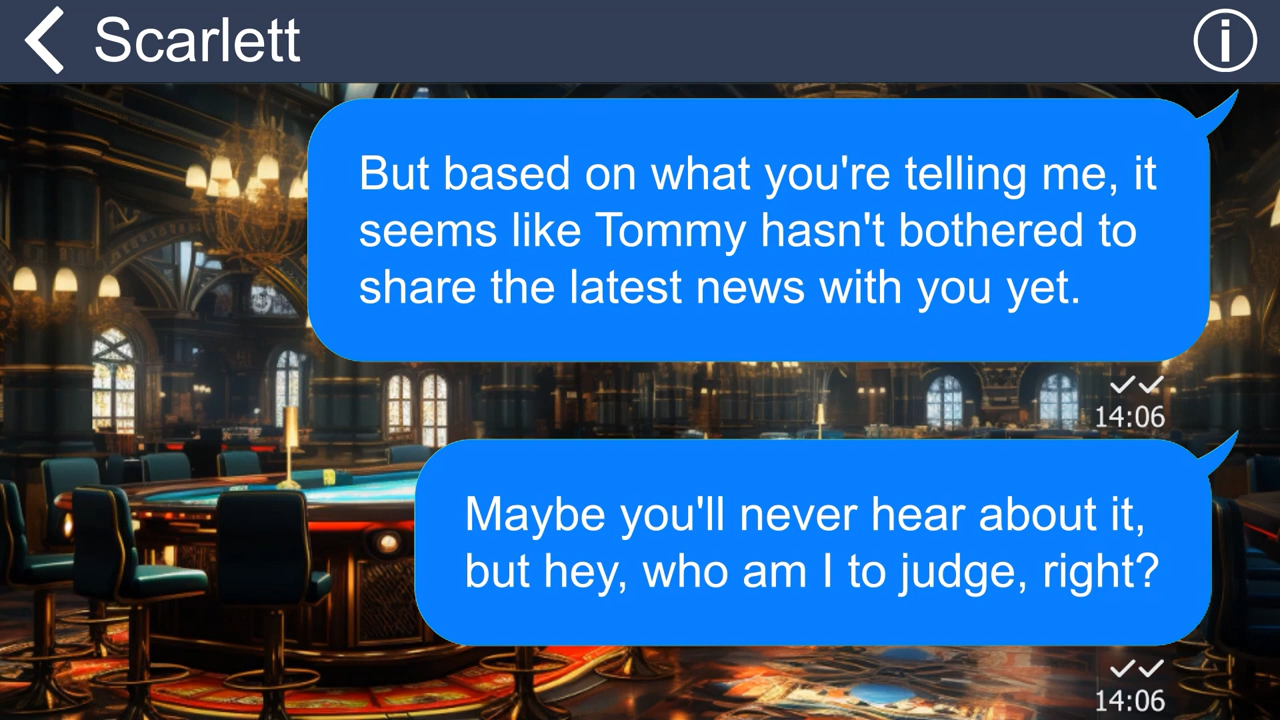 Scarlett
But based on what you're telling me, it
seems like Tommy hasn't bothered to
share the latest news with you yet.
14:06
Maybe you'll never hear about it,
but hey, who am I to judge, right?
14:06